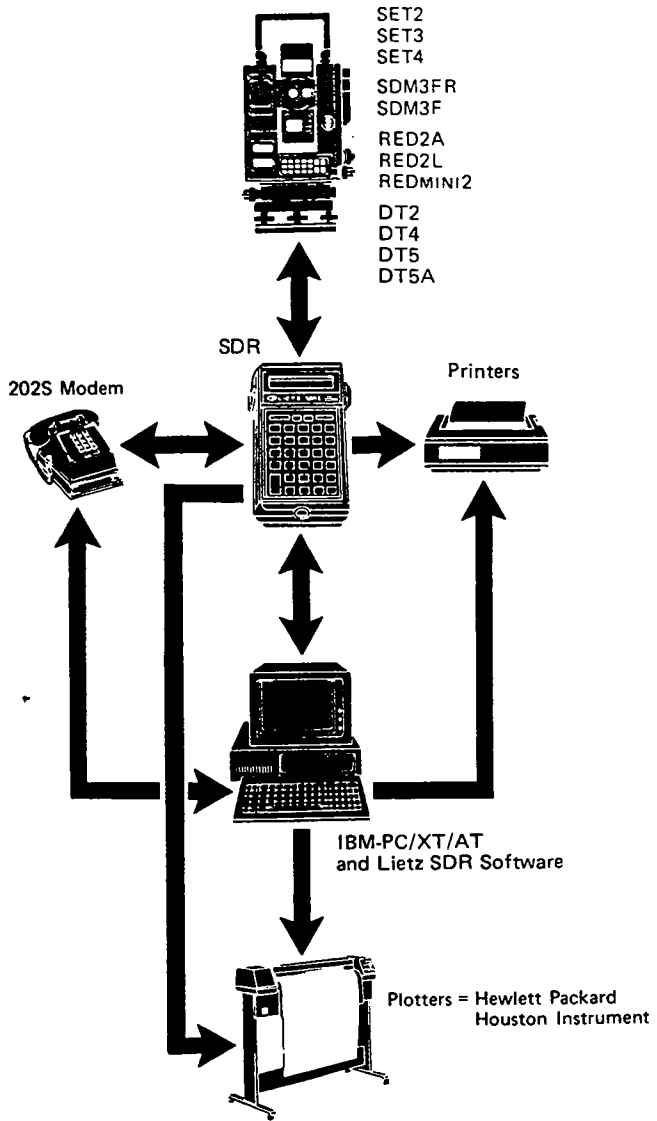 SET2
SET3
SET4
SDM3FR
SDM3F
RED2A
RED2L
REDMINI2
DT2
DT4
DT5
DT5A
SDR
202S Modem
Printers
IBM-PC/XT/AT
and Lietz SDR Software
Plotters = Hewlett Packard
Houston Instrument